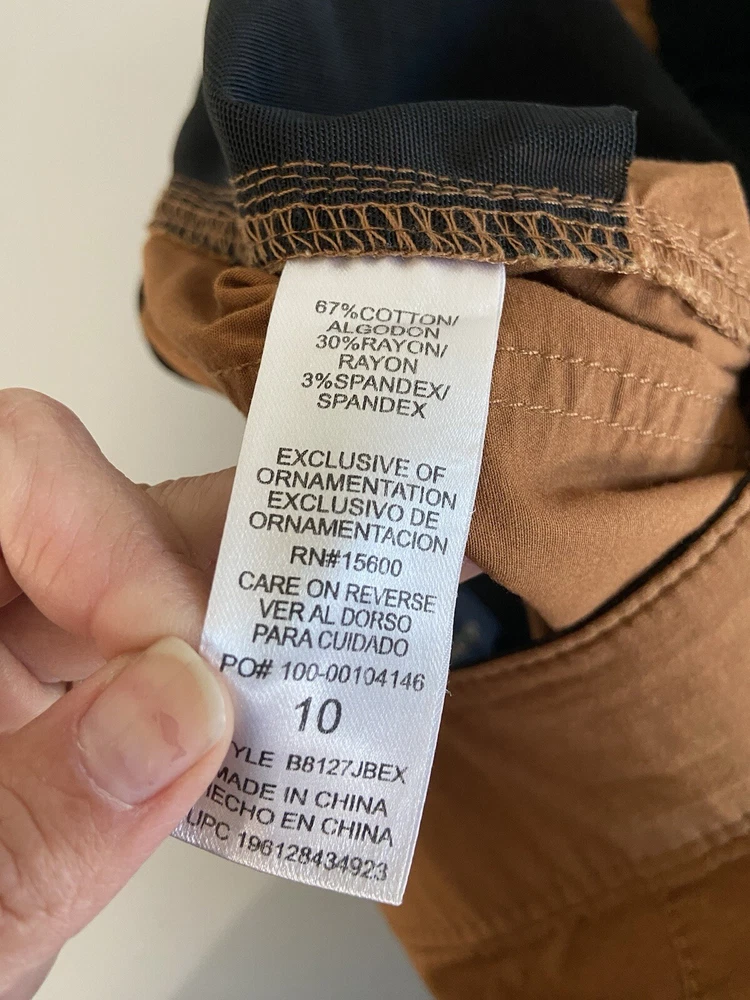 67%COTTON/
ALGODON
30%RAYON/
RAYON
3%SPANDEX/
SPANDEX
EXCLUSIVE OF
ORNAMENTATION
EXCLUSIVO DE
ORNAMENTACION
RN#15600
CARE ON REVERSE
VER AL DORSO
PARA CUIDADO
PO# 100-00104146
10
YLE B8127JBEX
MADE IN CHINA
HECHO EN CHINA
UPC 196128434923